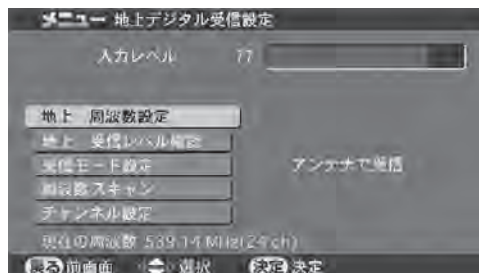 メニュー 地上デジタル受信設定
入力レベル 77
地上 周波数設定
地上 受信レベル確認
受信モード設定
周波数スキャン
チャンネル設定
アンテナで受信
現在の周波数 539.14 MHz(24ch)
戻る 前画面 選択 決定 決定